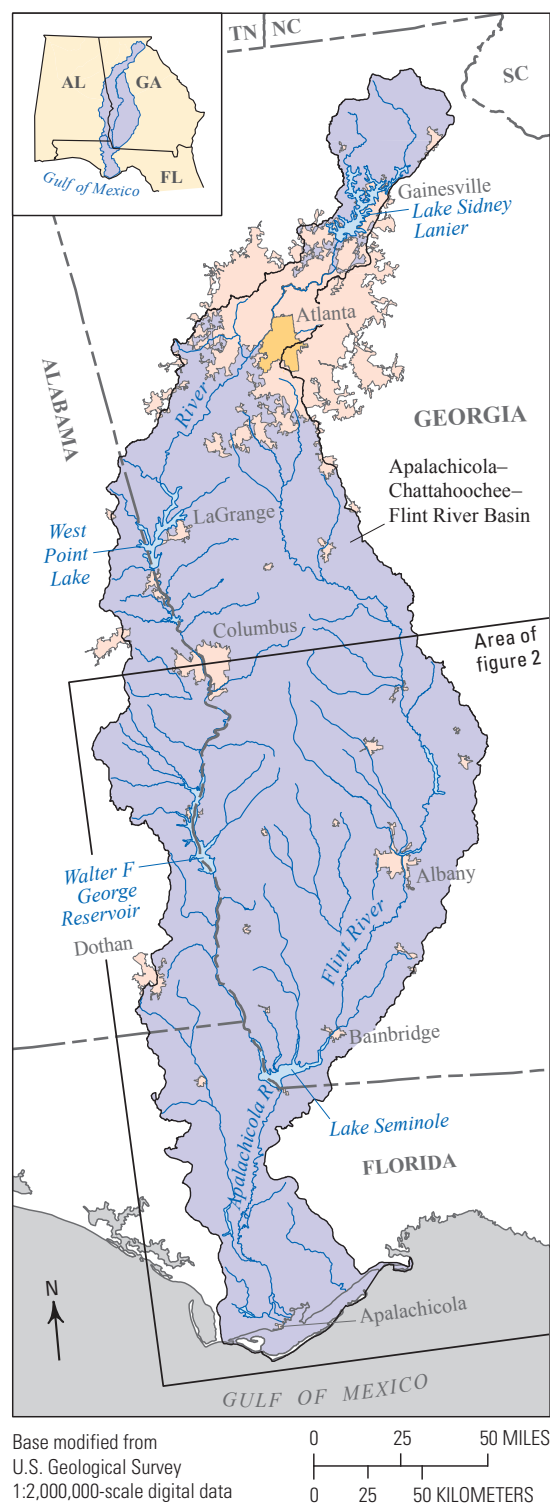 TN
NC
SC
AL
GA
FL
Gulf of Mexico
Gainesville
Lake Sidney
Lanier
Atlanta
River
ALABAMA
GEORGIA
Apalachicola–
Chattahoochee–
Flint River Basin
LaGrange
West
Point
Lake
Columbus
Area of
figure 2
Walter F
George
Reservoir
Albany
Dothan
Flint River
Bainbridge
Lake Seminole
Apalachicola R
FLORIDA
N
Apalachicola
GULF OF MEXICO
Base modified from
U.S. Geological Survey
1:2,000,000-scale digital data
0 25 50 MILES
0 25 50 KILOMETERS